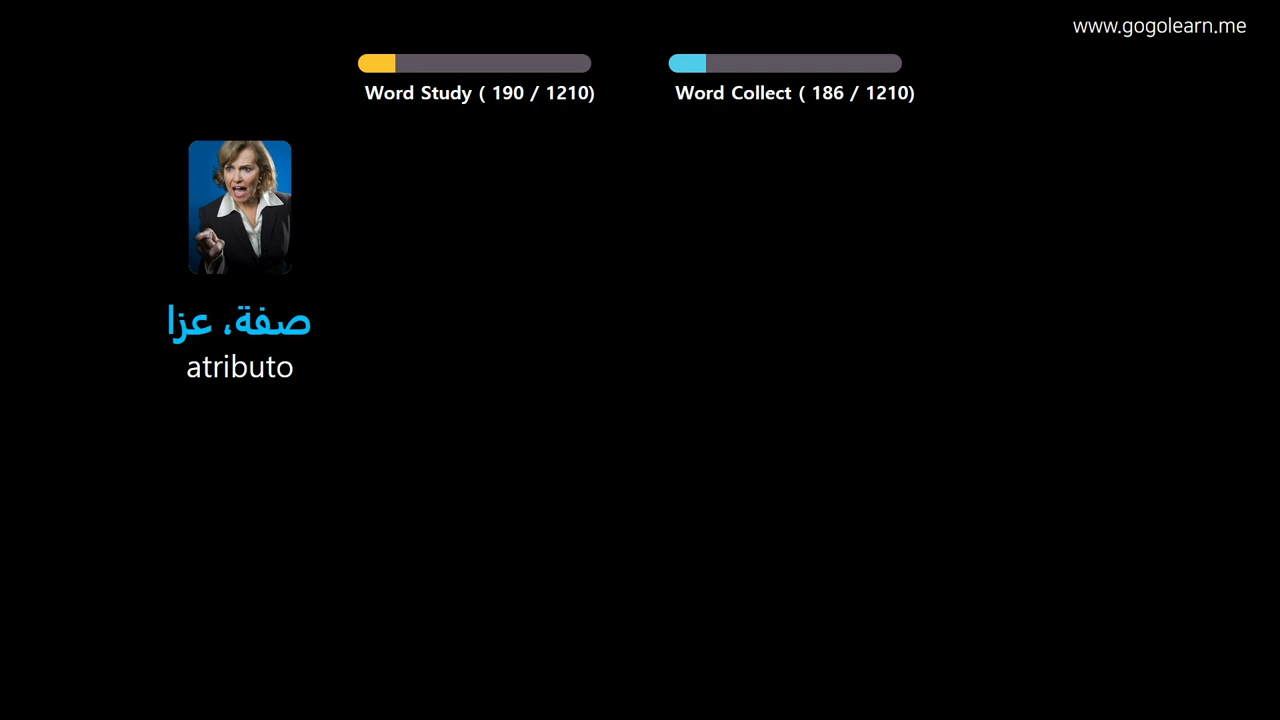 www.gogolearn.me
Word Study ( 190 / 1210)
Word Collect ( 186 / 1210)
صفة، عزا
atributo